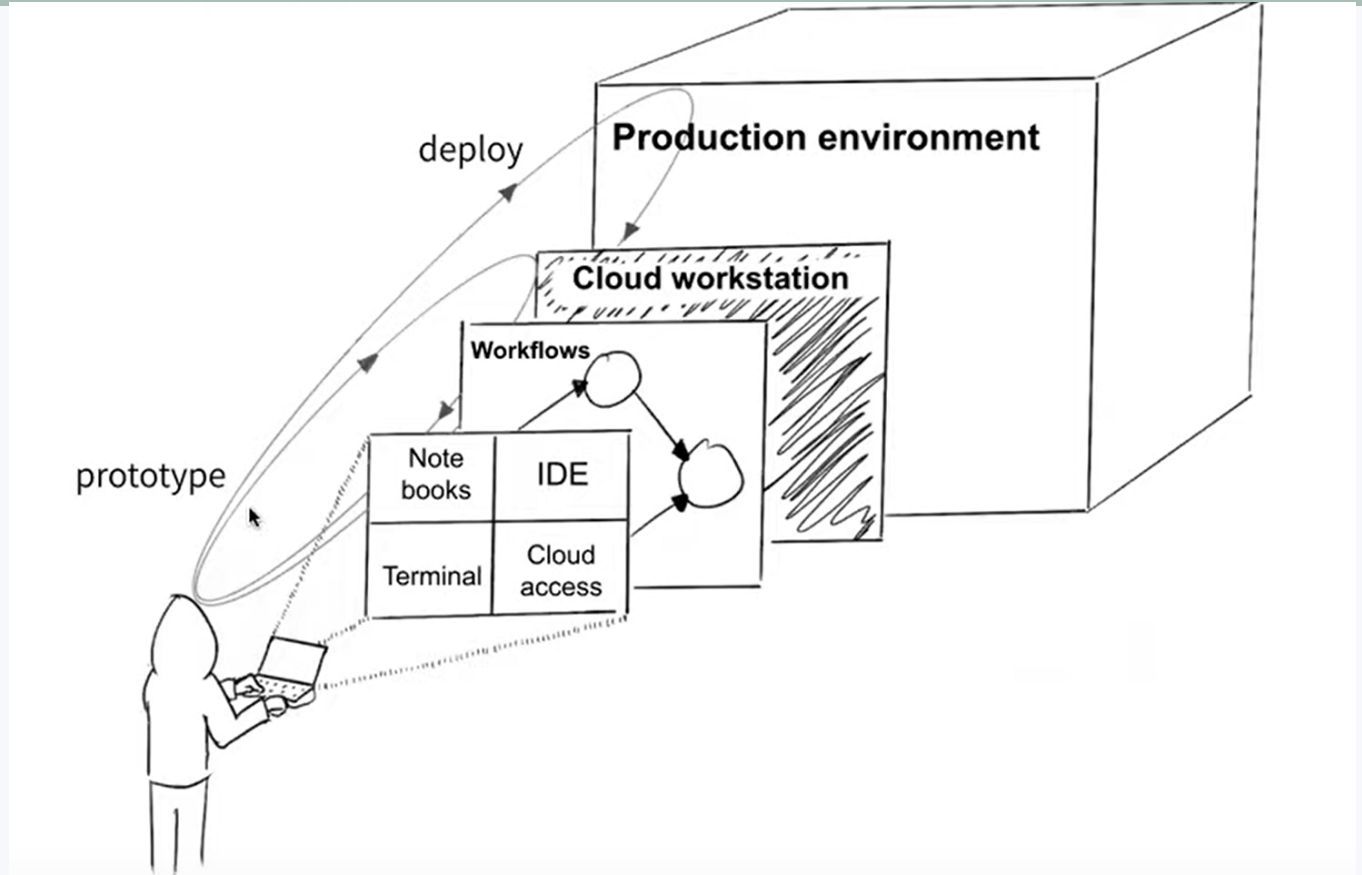 Production environment
deploy
Cloud workstation
Workflows
Note
books
IDE
prototype
Terminal
Cloud
access